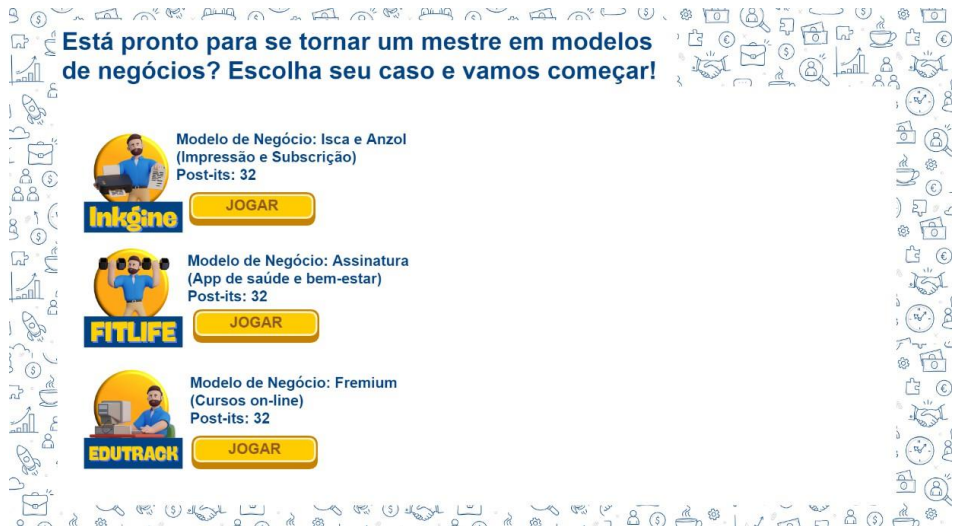 Está pronto para se tornar um mestre em modelos
de negócios? Escolha seu caso e vamos começar!
Modelo de Negócio: Isca e Anzol
(Impressão e Subscrição)
Post-its: 32
JOGAR
Inkgine
Modelo de Negócio: Assinatura
(App de saúde e bem-estar)
Post-its: 32
JOGAR
FITLIFE
Modelo de Negócio: Fremium
(Cursos on-line)
Post-its: 32
JOGAR
EDUTRACK